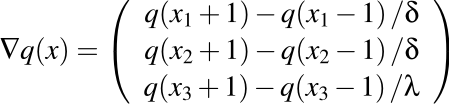 q(x₁ + 1) − q(x₁ − 1) /δ
∇q(x) = ( q(x₂ + 1) − q(x₂ − 1) /δ )
q(x₃ + 1) − q(x₃ − 1) /λ